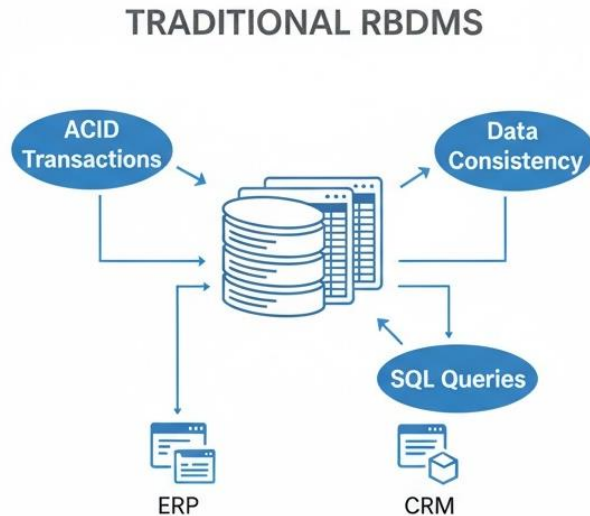 TRADITIONAL RBDMS
ACID
Transactions
Data
Consistency
SQL Queries
ERP
CRM